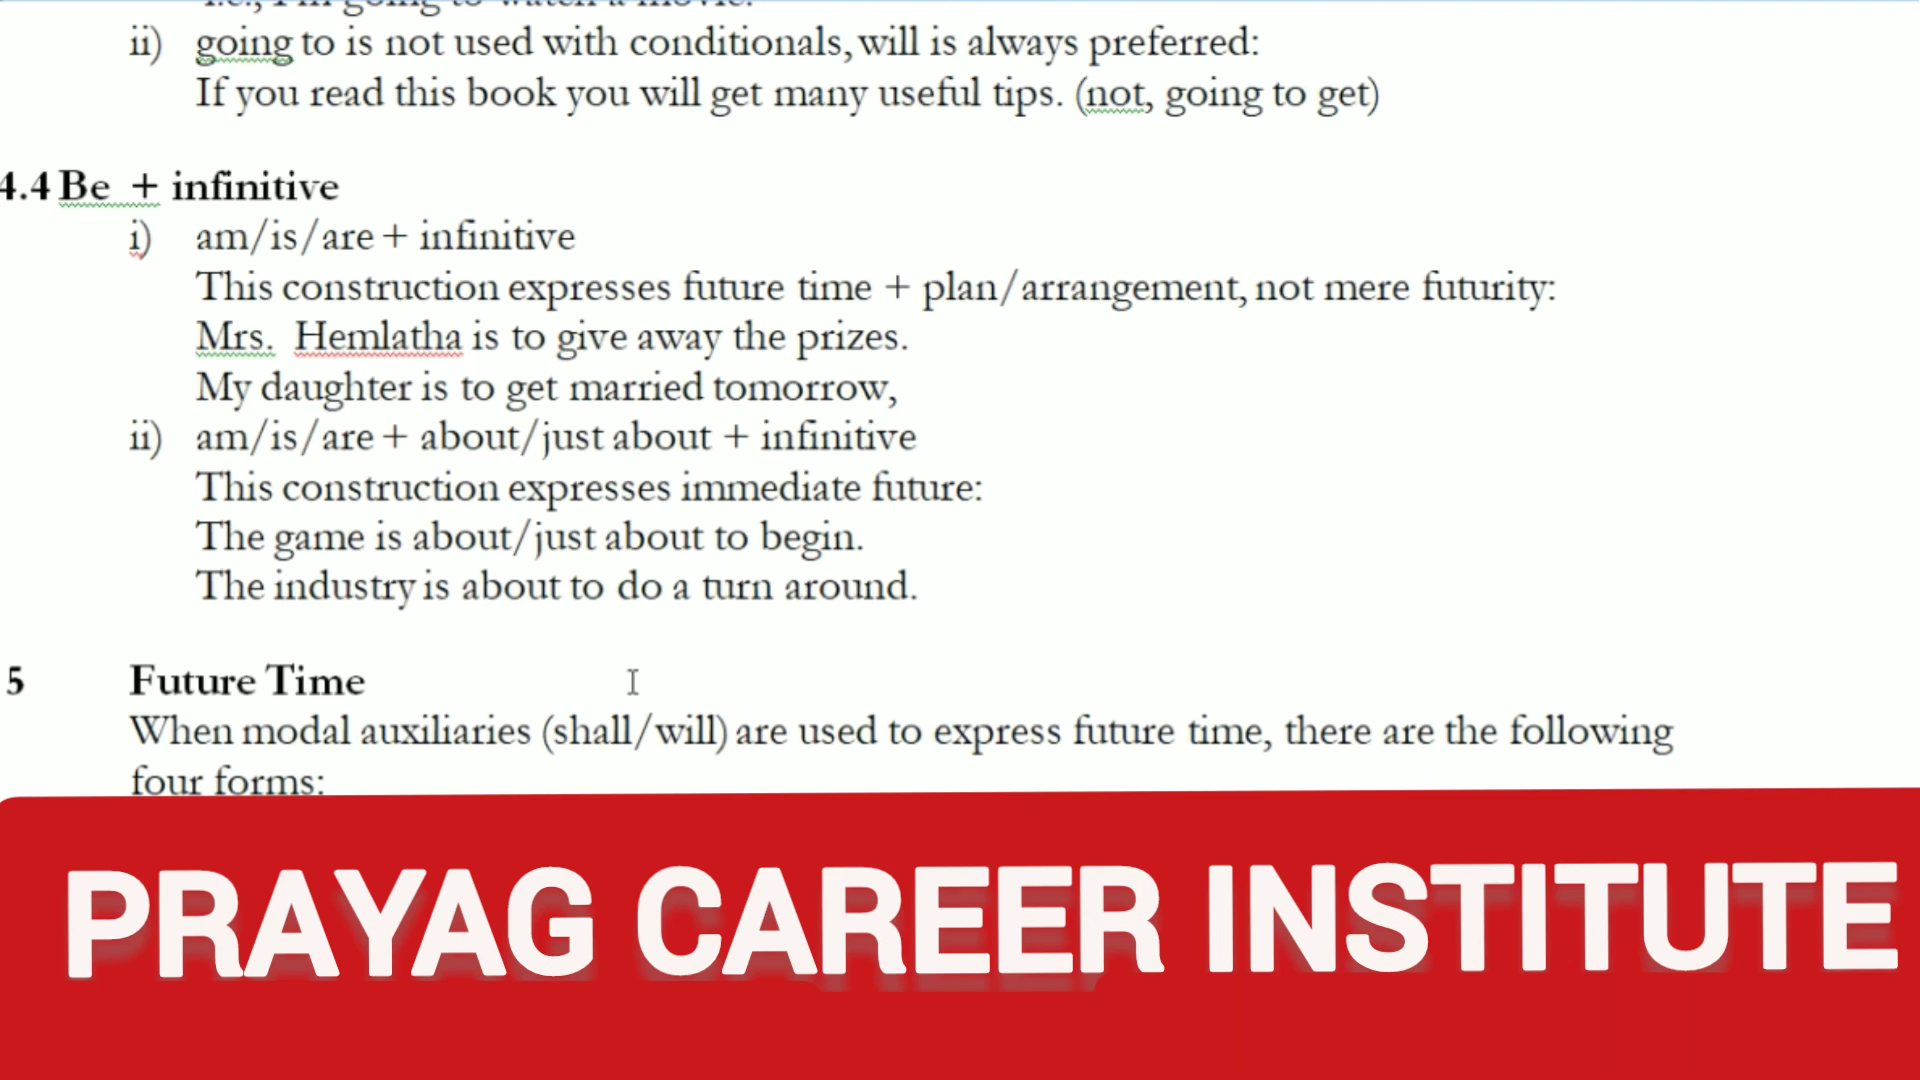 ii) going to is not used with conditionals, will is always preferred:
If you read this book you will get many useful tips. (not, going to get)
4.4 Be + infinitive
i) am/is/are + infinitive
This construction expresses future time + plan/arrangement, not mere futurity:
Mrs. Hemlatha is to give away the prizes.
My daughter is to get married tomorrow,
ii) am/is/are + about/just about + infinitive
This construction expresses immediate future:
The game is about/just about to begin.
The industry is about to do a turn around.
5 Future Time
When modal auxiliaries (shall/will) are used to express future time, there are the following
four forms:
PRAYAG CAREER INSTITUTE